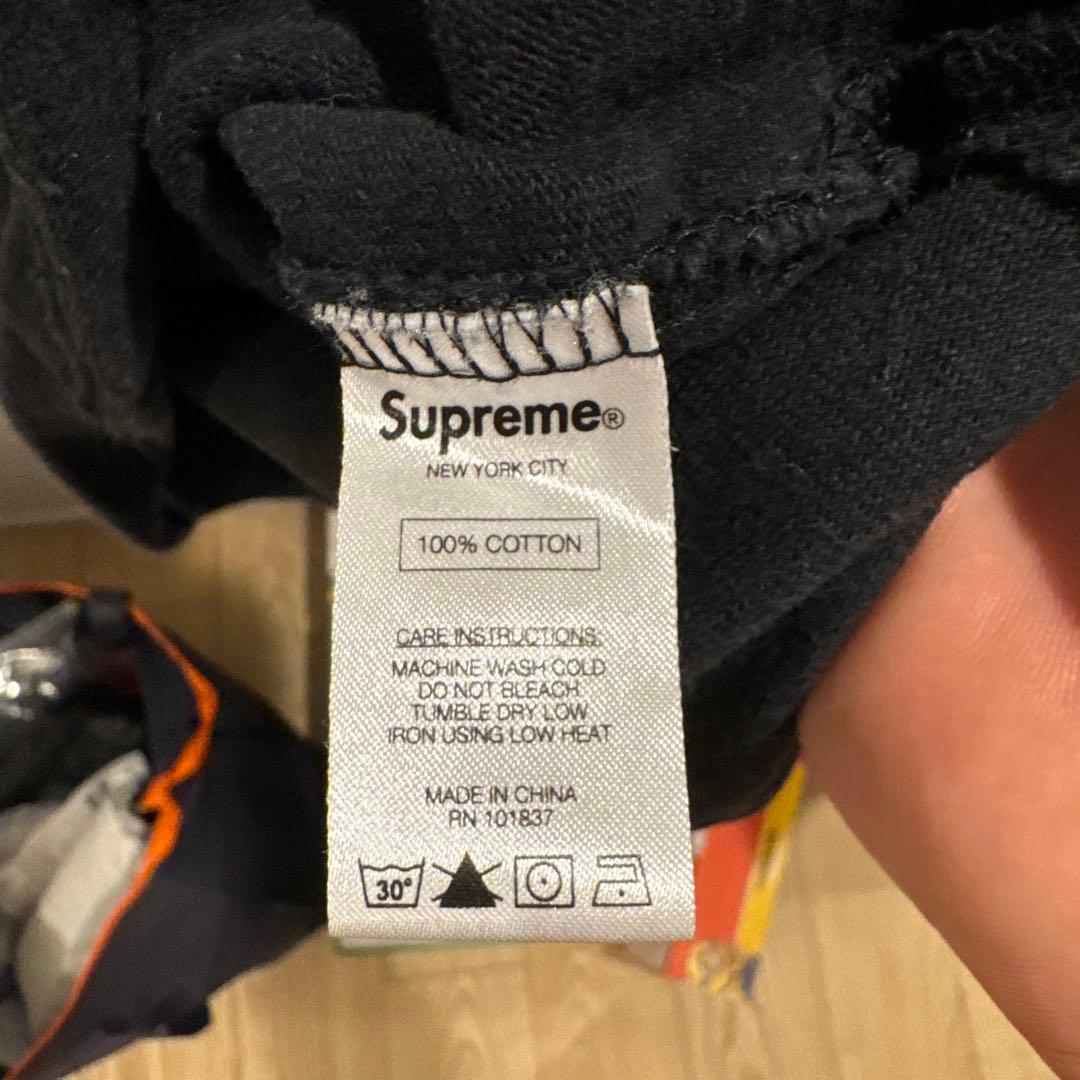 Supreme®
NEW YORK CITY
100% COTTON
CARE INSTRUCTIONS:
MACHINE WASH COLD
DO NOT BLEACH
TUMBLE DRY LOW
IRON USING LOW HEAT
MADE IN CHINA
RN 101837
30°